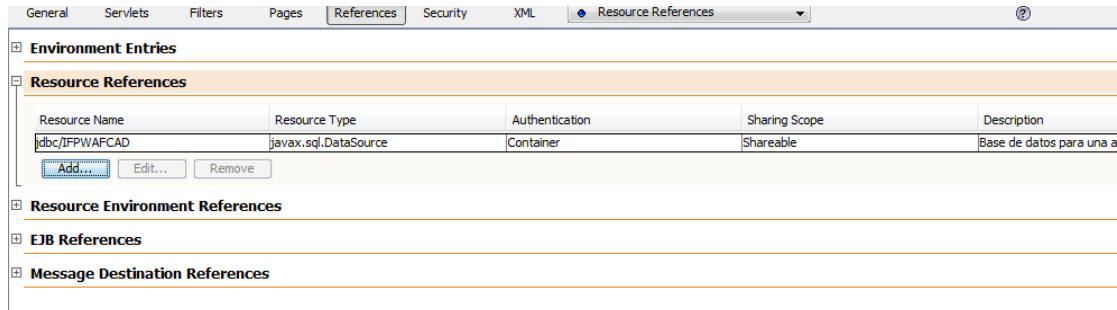 General Servlets Filters Pages References Security XML Resource References
Environment Entries
Resource References
Resource Name Resource Type Authentication Sharing Scope Description
jdbc/IFPWAFCAD javax.sql.DataSource Container Shareable Base de datos para una a
Add... Edit... Remove
Resource Environment References
EJB References
Message Destination References